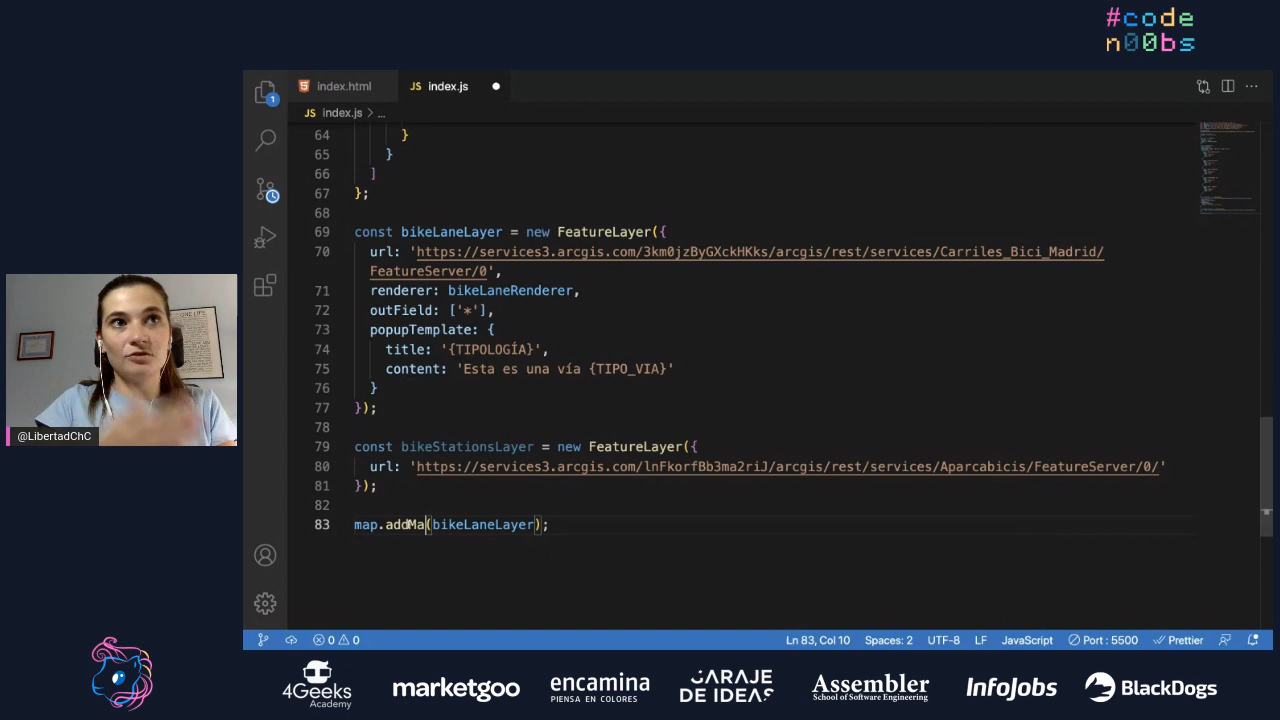 #code
n00bs
index.html
JS index.js
JS index.js > ...
1
64 }
65 }
66 ]
67 };
68
69 const bikeLaneLayer = new FeatureLayer({
70 url: 'https://services3.arcgis.com/3km0jzByGXckHKks/arcgis/rest/services/Carriles_Bici_Madrid/
FeatureServer/0',
71 renderer: bikeLaneRenderer,
72 outField: ['*'],
73 popupTemplate: {
74 title: '{TIPOLOGÍA}',
75 content: 'Esta es una vía {TIPO_VIA}'
76 }
77 });
78
79 const bikeStationsLayer = new FeatureLayer({
80 url: 'https://services3.arcgis.com/lnFkorfBb3ma2riJ/arcgis/rest/services/Aparcabicis/FeatureServer/0/'
81 });
82
83 map.addMa(bikeLaneLayer);
@LibertadChC
0 0 Ln 83, Col 10 Spaces: 2 UTF-8 LF JavaScript Port : 5500 Prettier
4Geeks
Academy
marketgoo
encamina
PIENSA EN COLORES
GARAJE
DE IDEAS
Assembler
School of Software Engineering
InfoJobs
BlackDogs